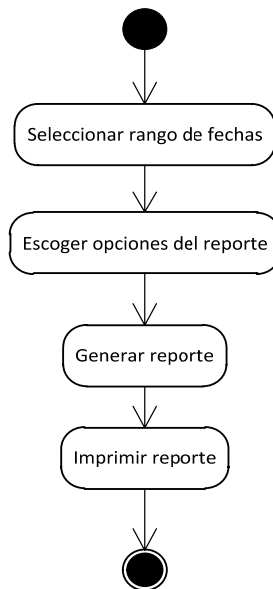 Seleccionar rango de fechas
Escoger opciones del reporte
Generar reporte
Imprimir reporte